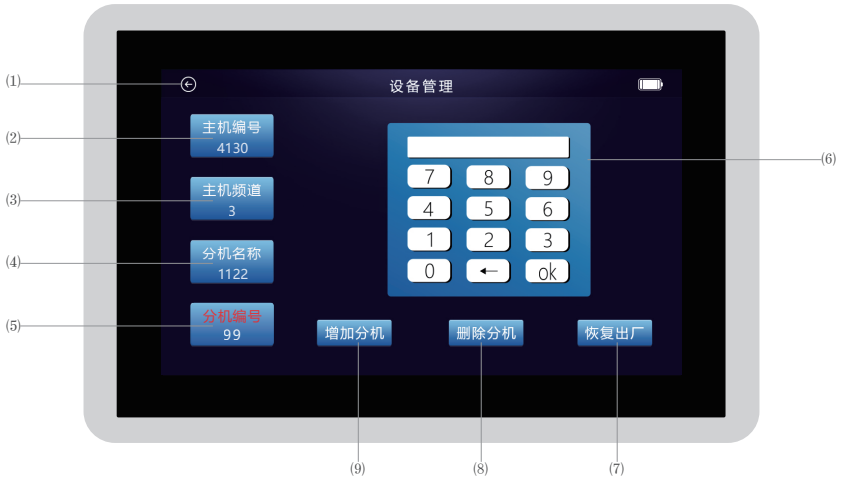 设备管理
(1)
主机编号
4130
(2)
主机频道
3
(3)
分机名称
1122
(4)
分机编号
99
(5)
7 8 9
4 5 6
1 2 3
0 ← ok
(6)
增加分机 删除分机 恢复出厂
(9) (8) (7)